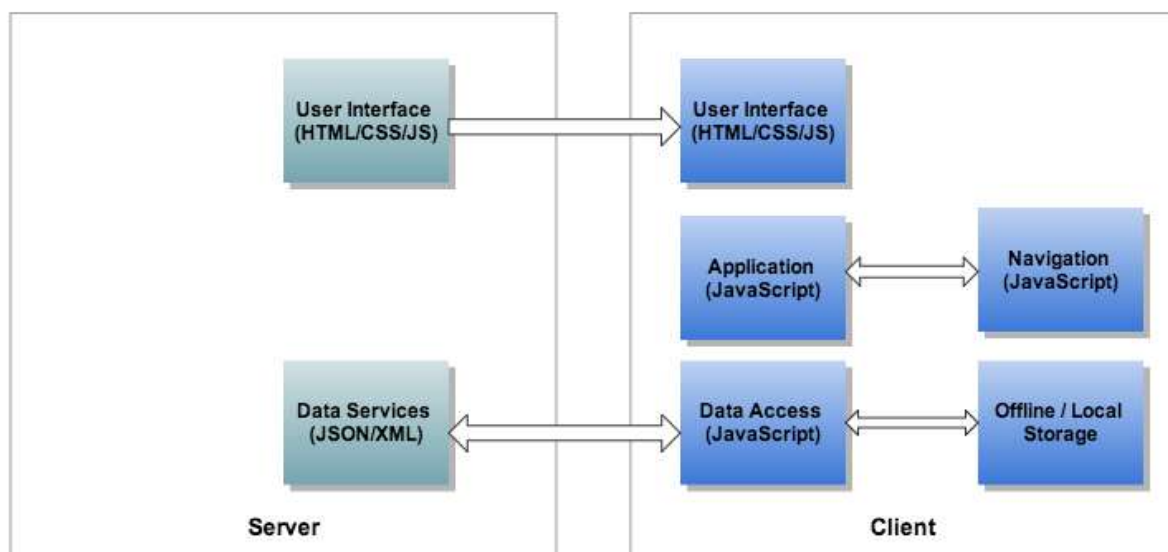 User Interface
(HTML/CSS/JS)
User Interface
(HTML/CSS/JS)
Application
(JavaScript)
Navigation
(JavaScript)
Data Services
(JSON/XML)
Data Access
(JavaScript)
Offline / Local
Storage
Server
Client